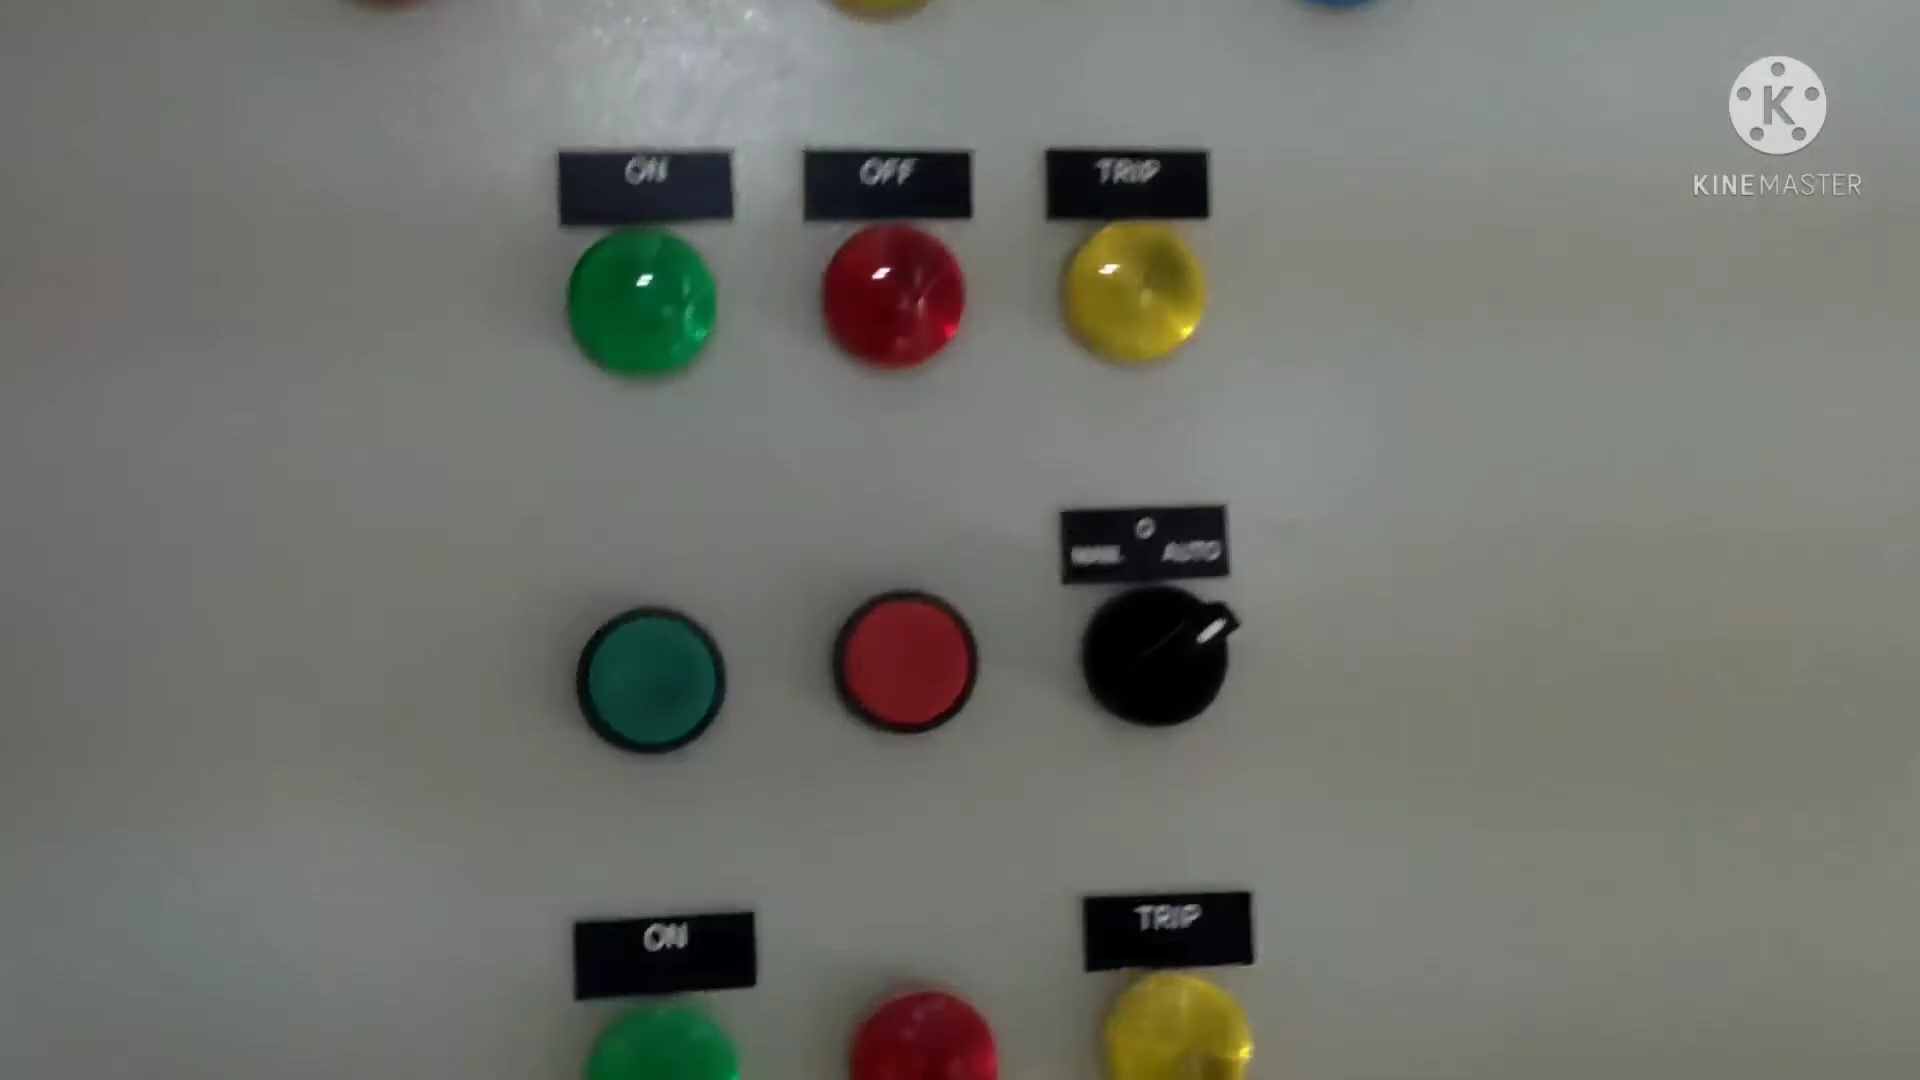 K
KINEMASTER
ON OFF TRIP
O
AUTO
ON TRIP